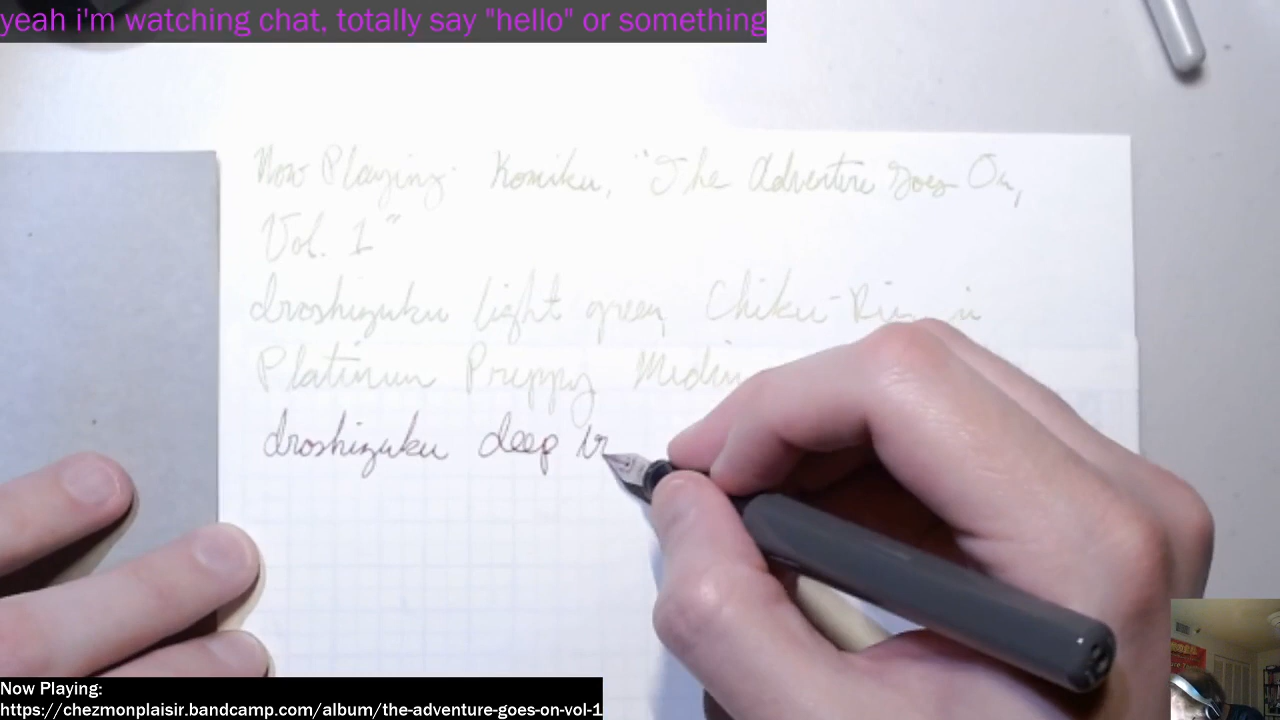 yeah i'm watching chat, totally say "hello" or something
Now Playing: Komiku, "The Adventure Goes On,
Vol. 1"
Iroshizuku light green, Chiku-Rin in
Platinum Preppy
Iroshizuku deep br
Now Playing:
https://chezmonplaisir.bandcamp.com/album/the-adventure-goes-on-vol-1